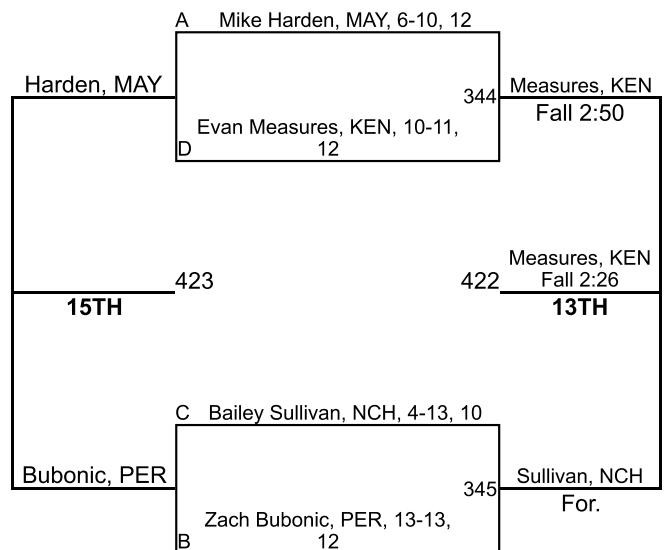 A Mike Harden, MAY, 6-10, 12
Harden, MAY
344
Measures, KEN
Fall 2:50
Evan Measures, KEN, 10-11,
D 12
423
15TH
422
Measures, KEN
Fall 2:26
13TH
C Bailey Sullivan, NCH, 4-13, 10
Bubonic, PER
345
Sullivan, NCH
For.
Zach Bubonic, PER, 13-13,
B 12